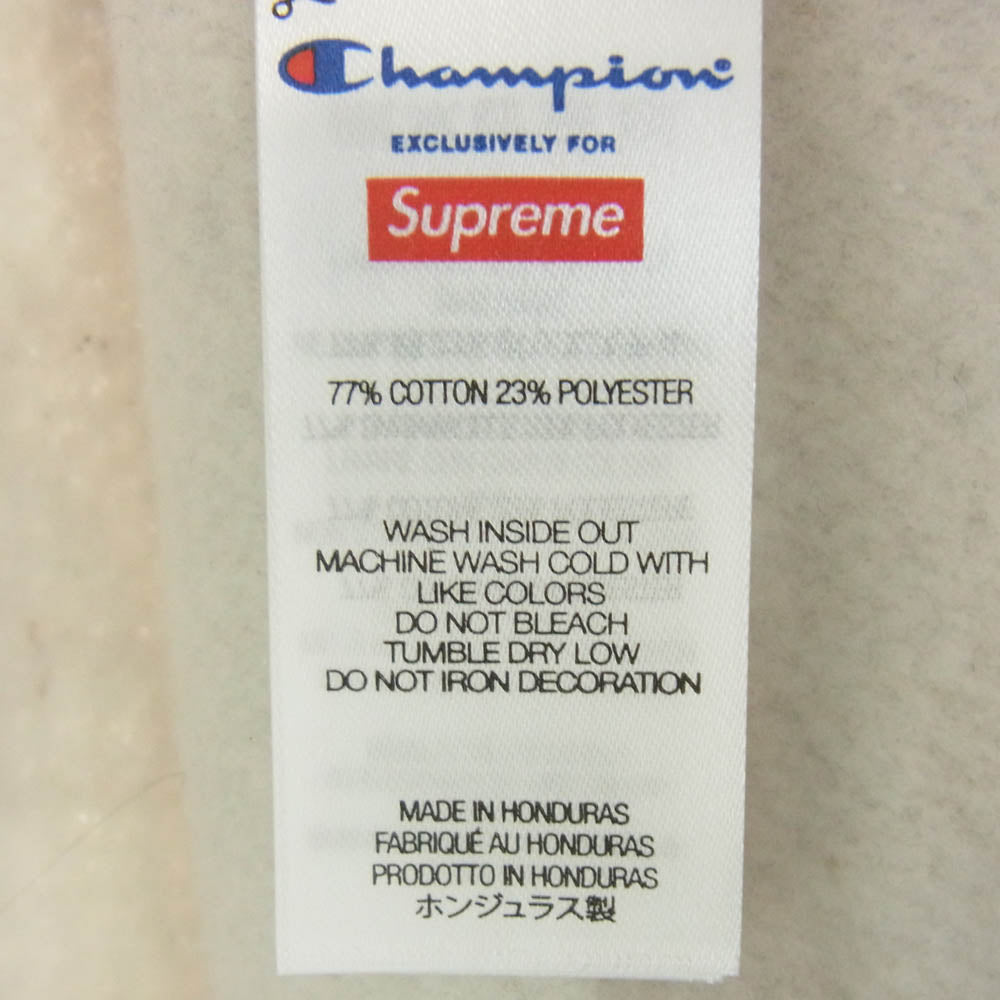 Champion
EXCLUSIVELY FOR
Supreme
77% COTTON 23% POLYESTER
WASH INSIDE OUT
MACHINE WASH COLD WITH
LIKE COLORS
DO NOT BLEACH
TUMBLE DRY LOW
DO NOT IRON DECORATION
MADE IN HONDURAS
FABRIQUÉ AU HONDURAS
PRODOTTO IN HONDURAS
ホンジュラス製